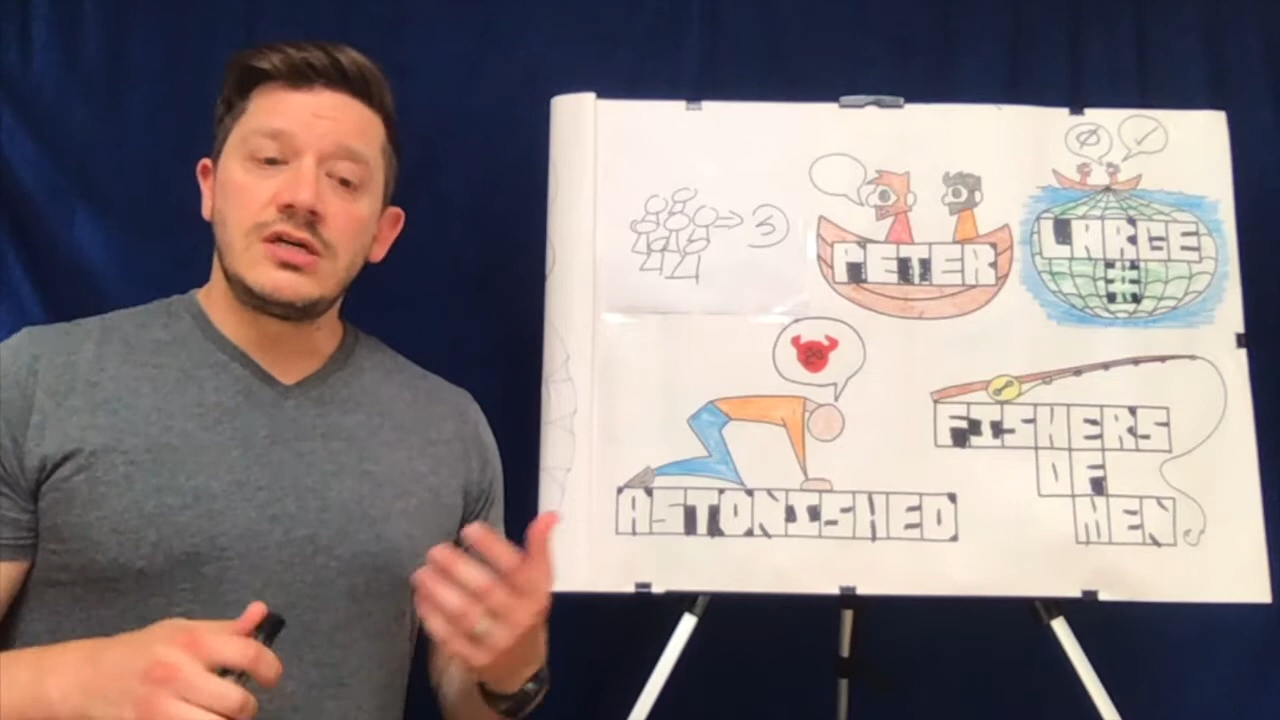 3
PETER
LARGE
#
ASTONISHED
FISHERS
OF
MEN